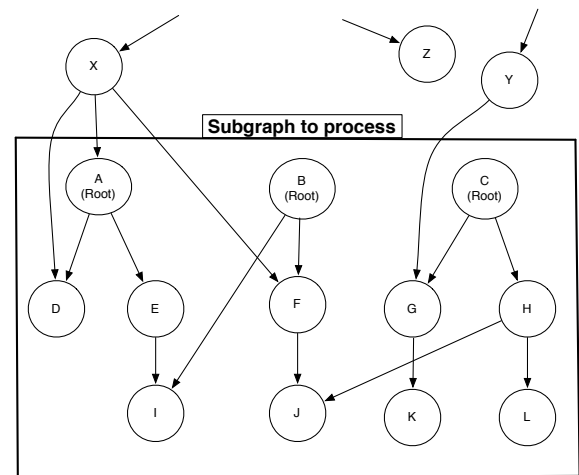 X
Z
Y
Subgraph to process
A
(Root)
B
(Root)
C
(Root)
D
E
F
G
H
I
J
K
L